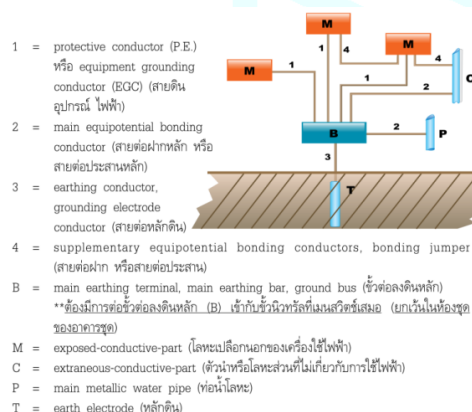 M
M
M
1
1
4
4
1
2
C
B
2
P
3
T
1 = protective conductor (P.E.)
หรือ equipment grounding
conductor (EGC) (สายดิน
อุปกรณ์ ไฟฟ้า)
2 = main equipotential bonding
conductor (สายต่อฝากหลัก หรือ
สายต่อประสานหลัก)
3 = earthing conductor,
grounding electrode
conductor (สายต่อหลักดิน)
4 = supplementary equipotential bonding conductors, bonding jumper
(สายต่อฝาก หรือสายต่อประสาน)
B = main earthing terminal, main earthing bar, ground bus (ขั้วต่อลงดินหลัก)
**ต้องมีการต่อขั้วต่อลงดินหลัก (B) เข้ากับขั้วนิวทรัลที่เมนสวิตช์เสมอ (ยกเว้นในห้องชุด
ของอาคารชุด)
M = exposed-conductive-part (โลหะเปลือกนอกของเครื่องใช้ไฟฟ้า)
C = extraneous-conductive-part (ตัวนำหรือโลหะส่วนที่ไม่เกี่ยวกับการใช้ไฟฟ้า)
P = main metallic water pipe (ท่อน้ำโลหะ)
T = earth electrode (หลักดิน)